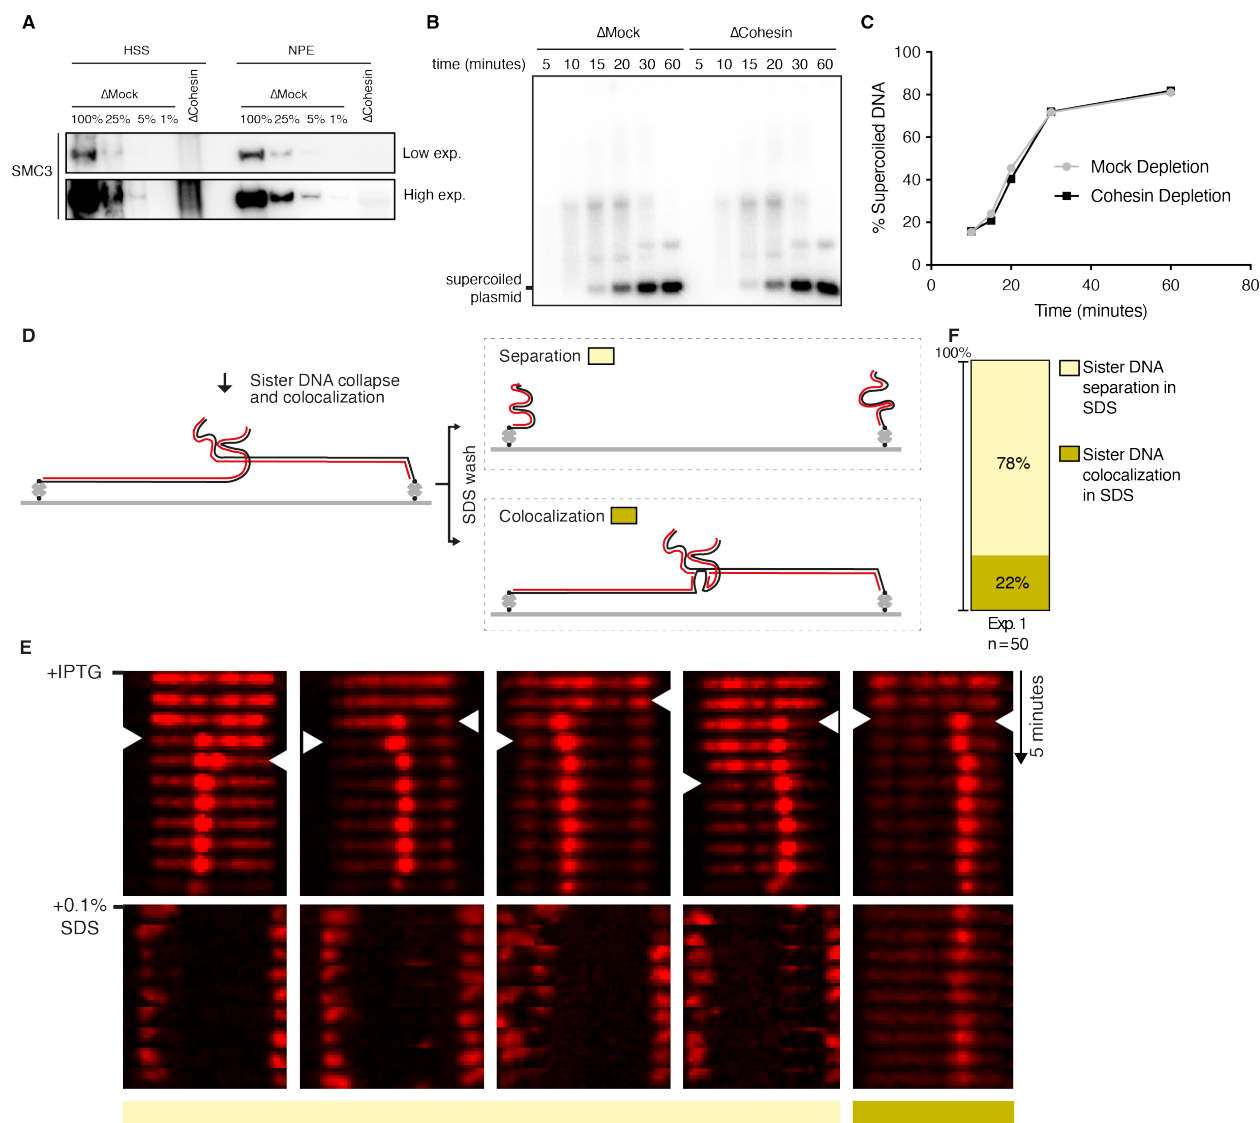 A
HSS NPE
ΔMock ΔCohesin ΔMock ΔCohesin
100% 25% 5% 1% 100% 25% 5% 1%
SMC3
Low exp.
High exp.
B
ΔMock ΔCohesin
time (minutes) 5 10 15 20 30 60 5 10 15 20 30 60
supercoiled
plasmid
C
% Supercoiled DNA
100
80
60
40
20
0
0 20 40 60 80
Time (minutes)
Mock Depletion
Cohesin Depletion
D
Sister DNA collapse
and colocalization
SDS wash
Separation
Colocalization
F
100%
78%
22%
Exp. 1
n=50
Sister DNA
separation in
SDS
Sister DNA
colocalization
in SDS
E
+IPTG
5 minutes
+0.1%
SDS